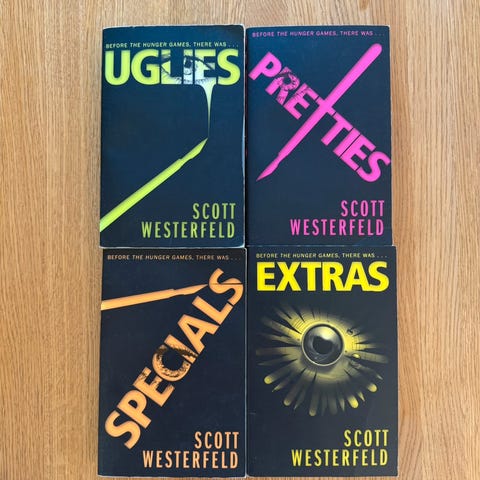 BEFORE THE HUNGER GAMES, THERE WAS...
UGLIES
SCOTT
WESTERFELD
BEFORE THE HUNGER GAMES, THERE WAS...
PRETTIES
SCOTT
WESTERFELD
BEFORE THE HUNGER GAMES, THERE WAS...
SPECIALS
SCOTT
WESTERFELD
BEFORE THE HUNGER GAMES, THERE WAS...
EXTRAS
SCOTT
WESTERFELD